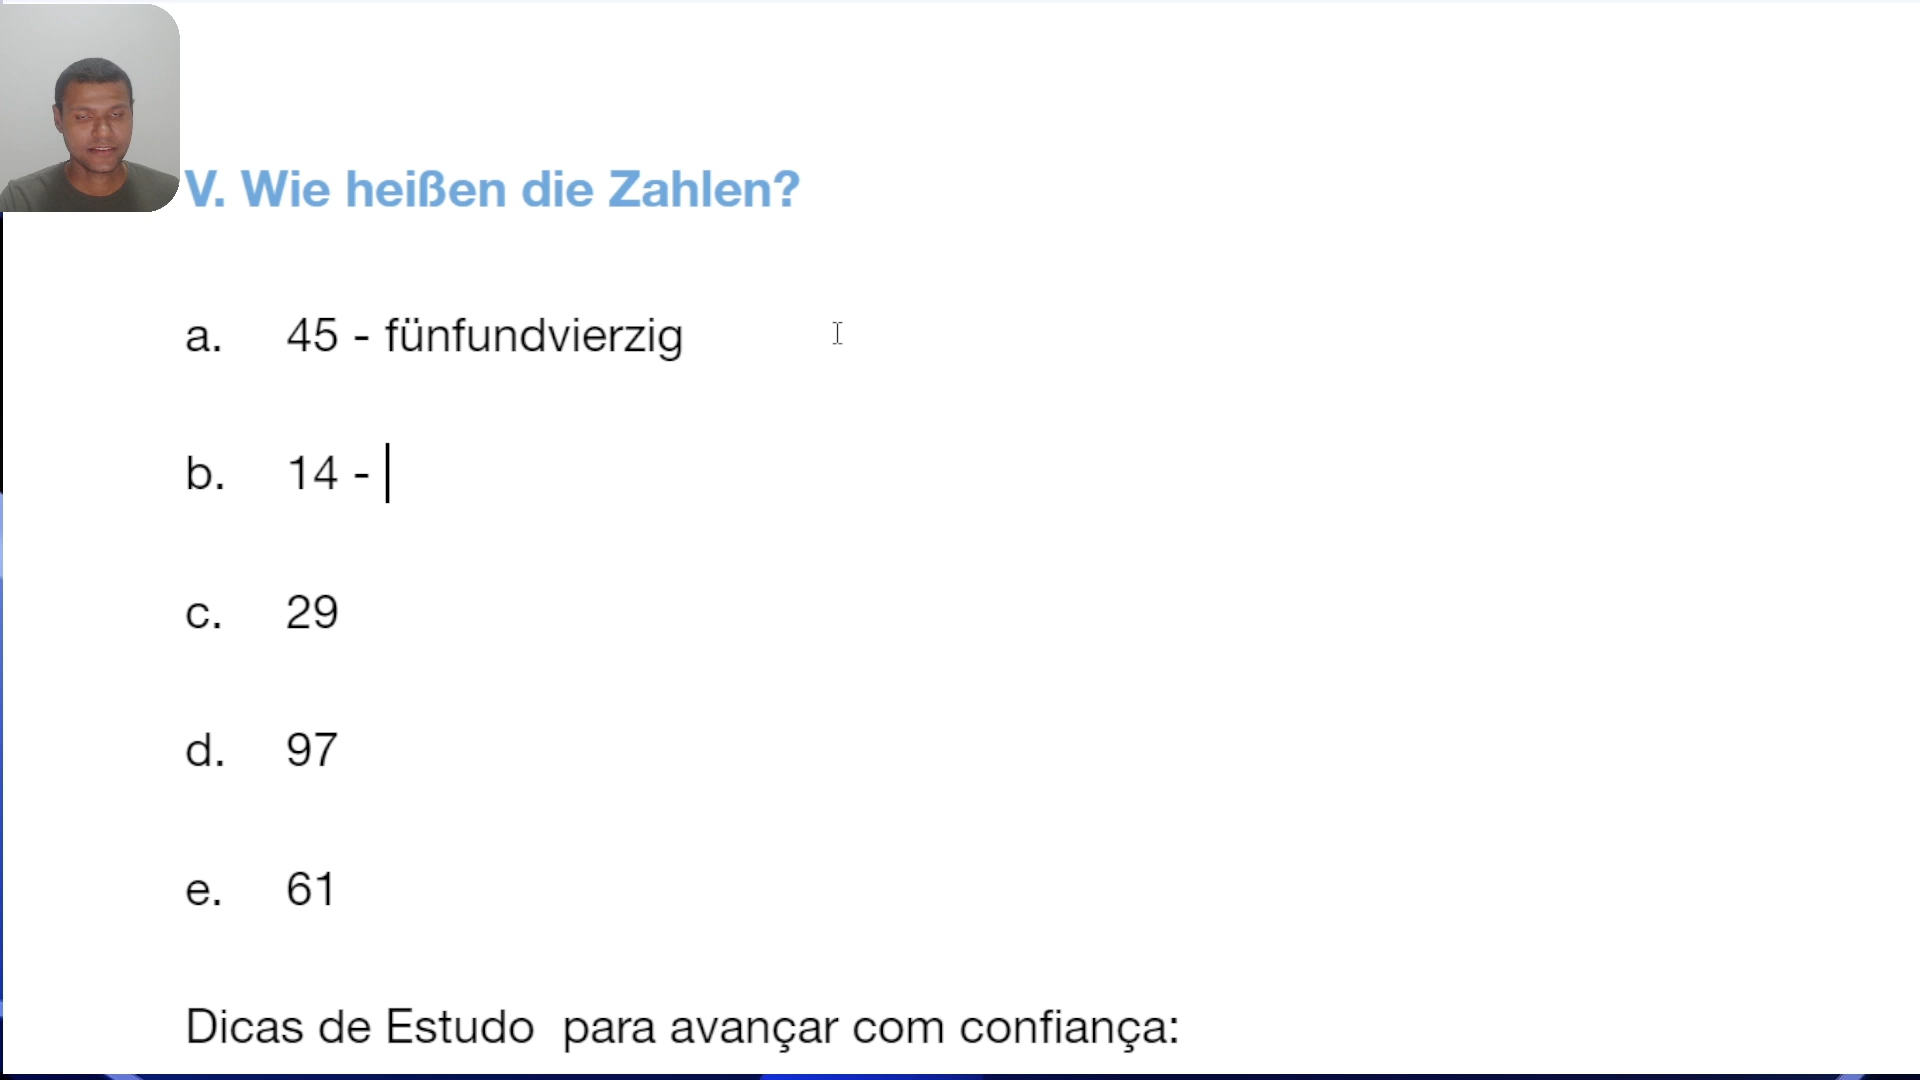 V. Wie heißen die Zahlen?
a. 45 - fünfundvierzig
b. 14 -
c. 29
d. 97
e. 61
Dicas de Estudo  para avançar com confiança: